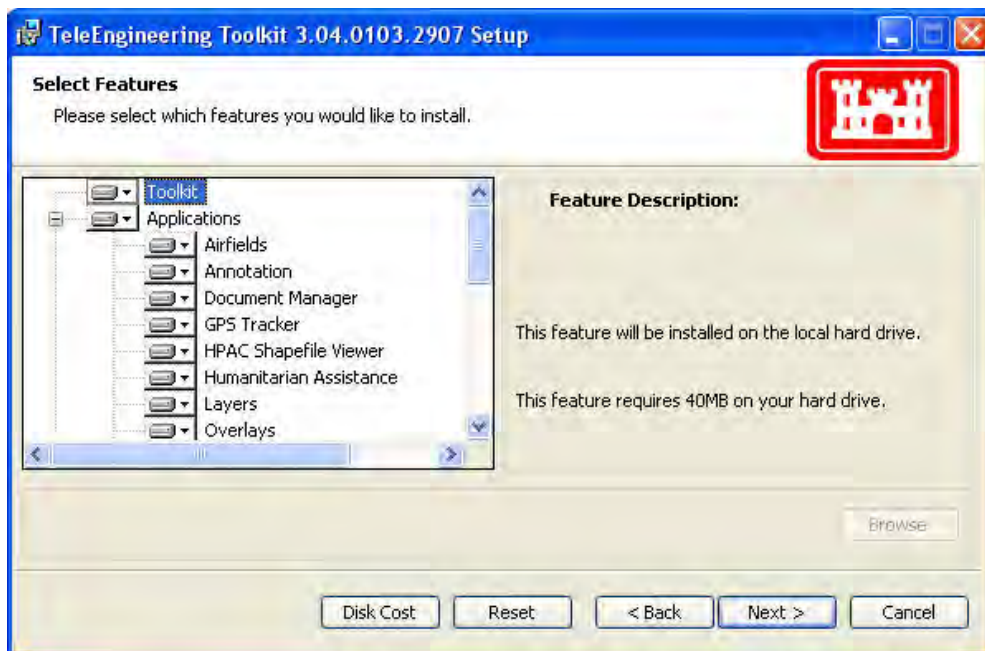 TeleEngineering Toolkit 3.04.0103.2907 Setup
Select Features
Please select which features you would like to install.
Toolkit
Applications
Airfields
Annotation
Document Manager
GPS Tracker
HPAC Shapefile Viewer
Humanitarian Assistance
Layers
Overlays
Feature Description:
This feature will be installed on the local hard drive.
This feature requires 40MB on your hard drive.
Browse
Disk Cost
Reset
< Back
Next >
Cancel